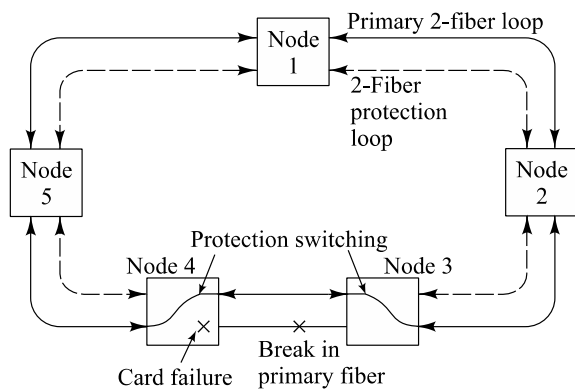 Primary 2-fiber loop
Node
1
2-Fiber
protection
loop
Node
5
Node
2
Protection switching
Node 4
Node 3
Card failure
Break in
primary fiber